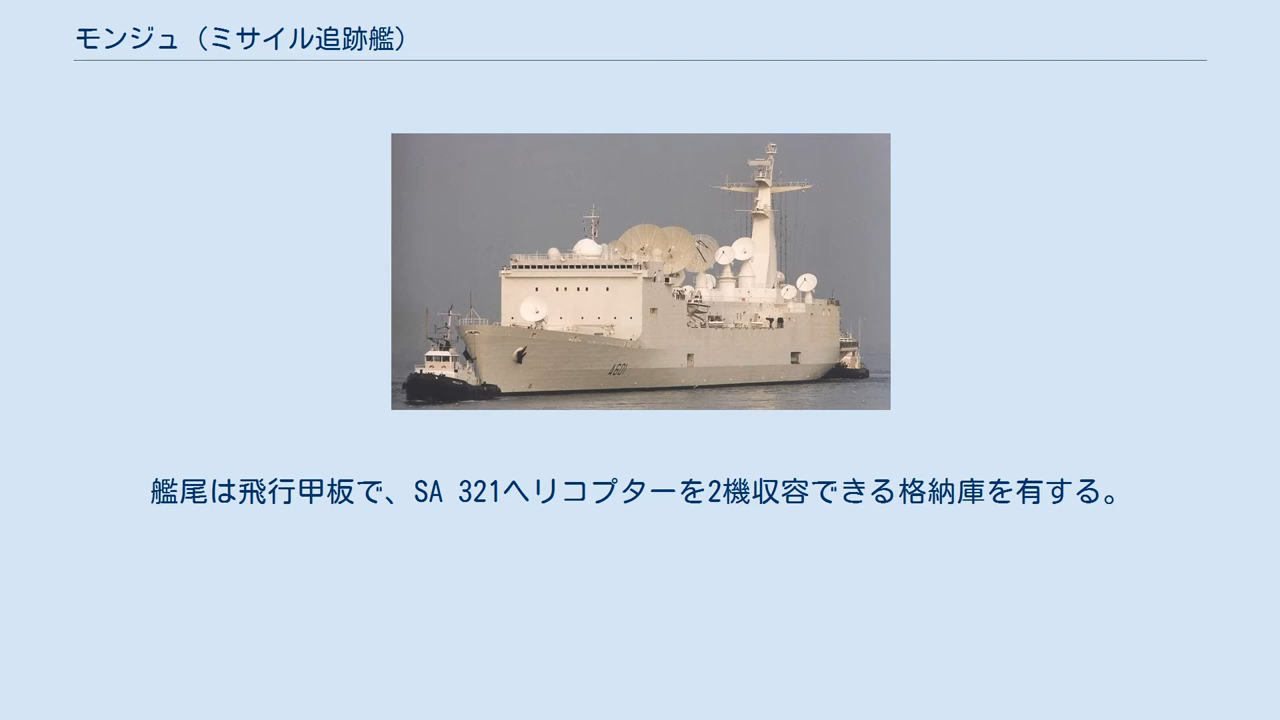 モンジュ（ミサイル追跡艦）
A601
艦尾は飛行甲板で、SA 321ヘリコプターを2機収容できる格納庫を有する。